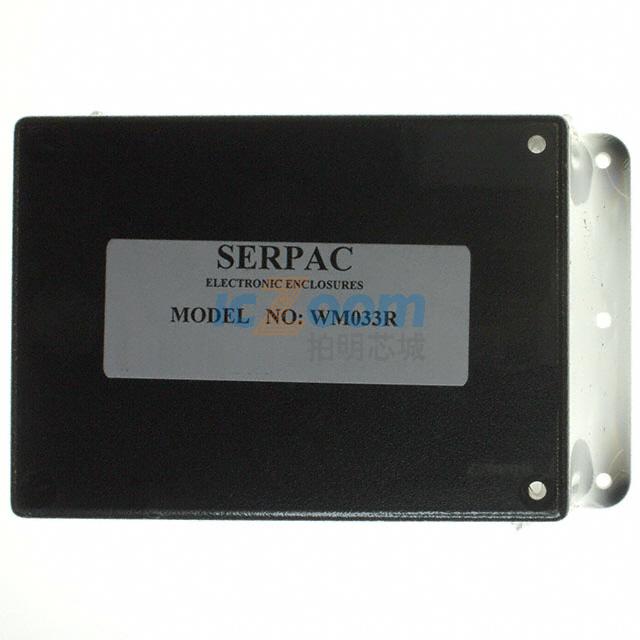 SERPAC
ELECTRONIC ENCLOSURES
MODEL NO: WM033R
ICZoom
拍明芯城